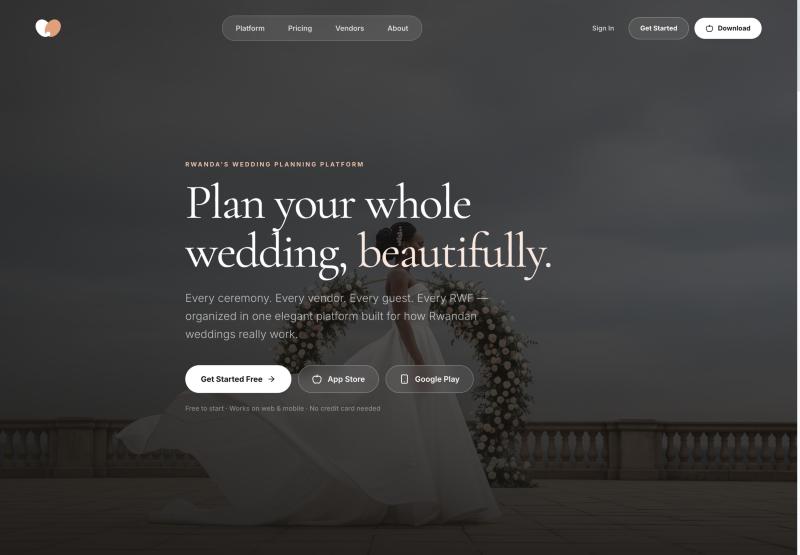 Platform Pricing Vendors About
Sign In Get Started Download
RWANDA'S WEDDING PLANNING PLATFORM
Plan your whole
wedding, beautifully.
Every ceremony. Every vendor. Every guest. Every RWF —
organized in one elegant platform built for how Rwandan
weddings really work.
Get Started Free → App Store Google Play
Free to start · Works on web & mobile · No credit card needed